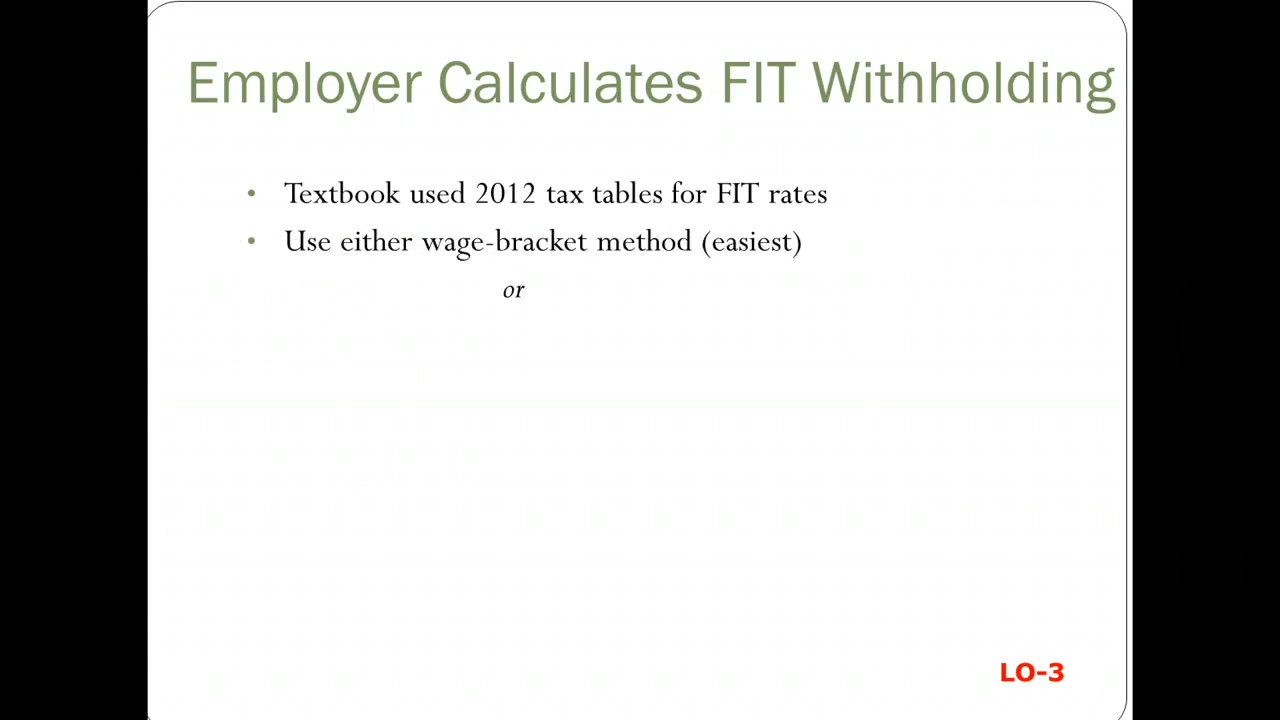 Employer Calculates FIT Withholding
• Textbook used 2012 tax tables for FIT rates
• Use either wage-bracket method (easiest)
or
LO-3